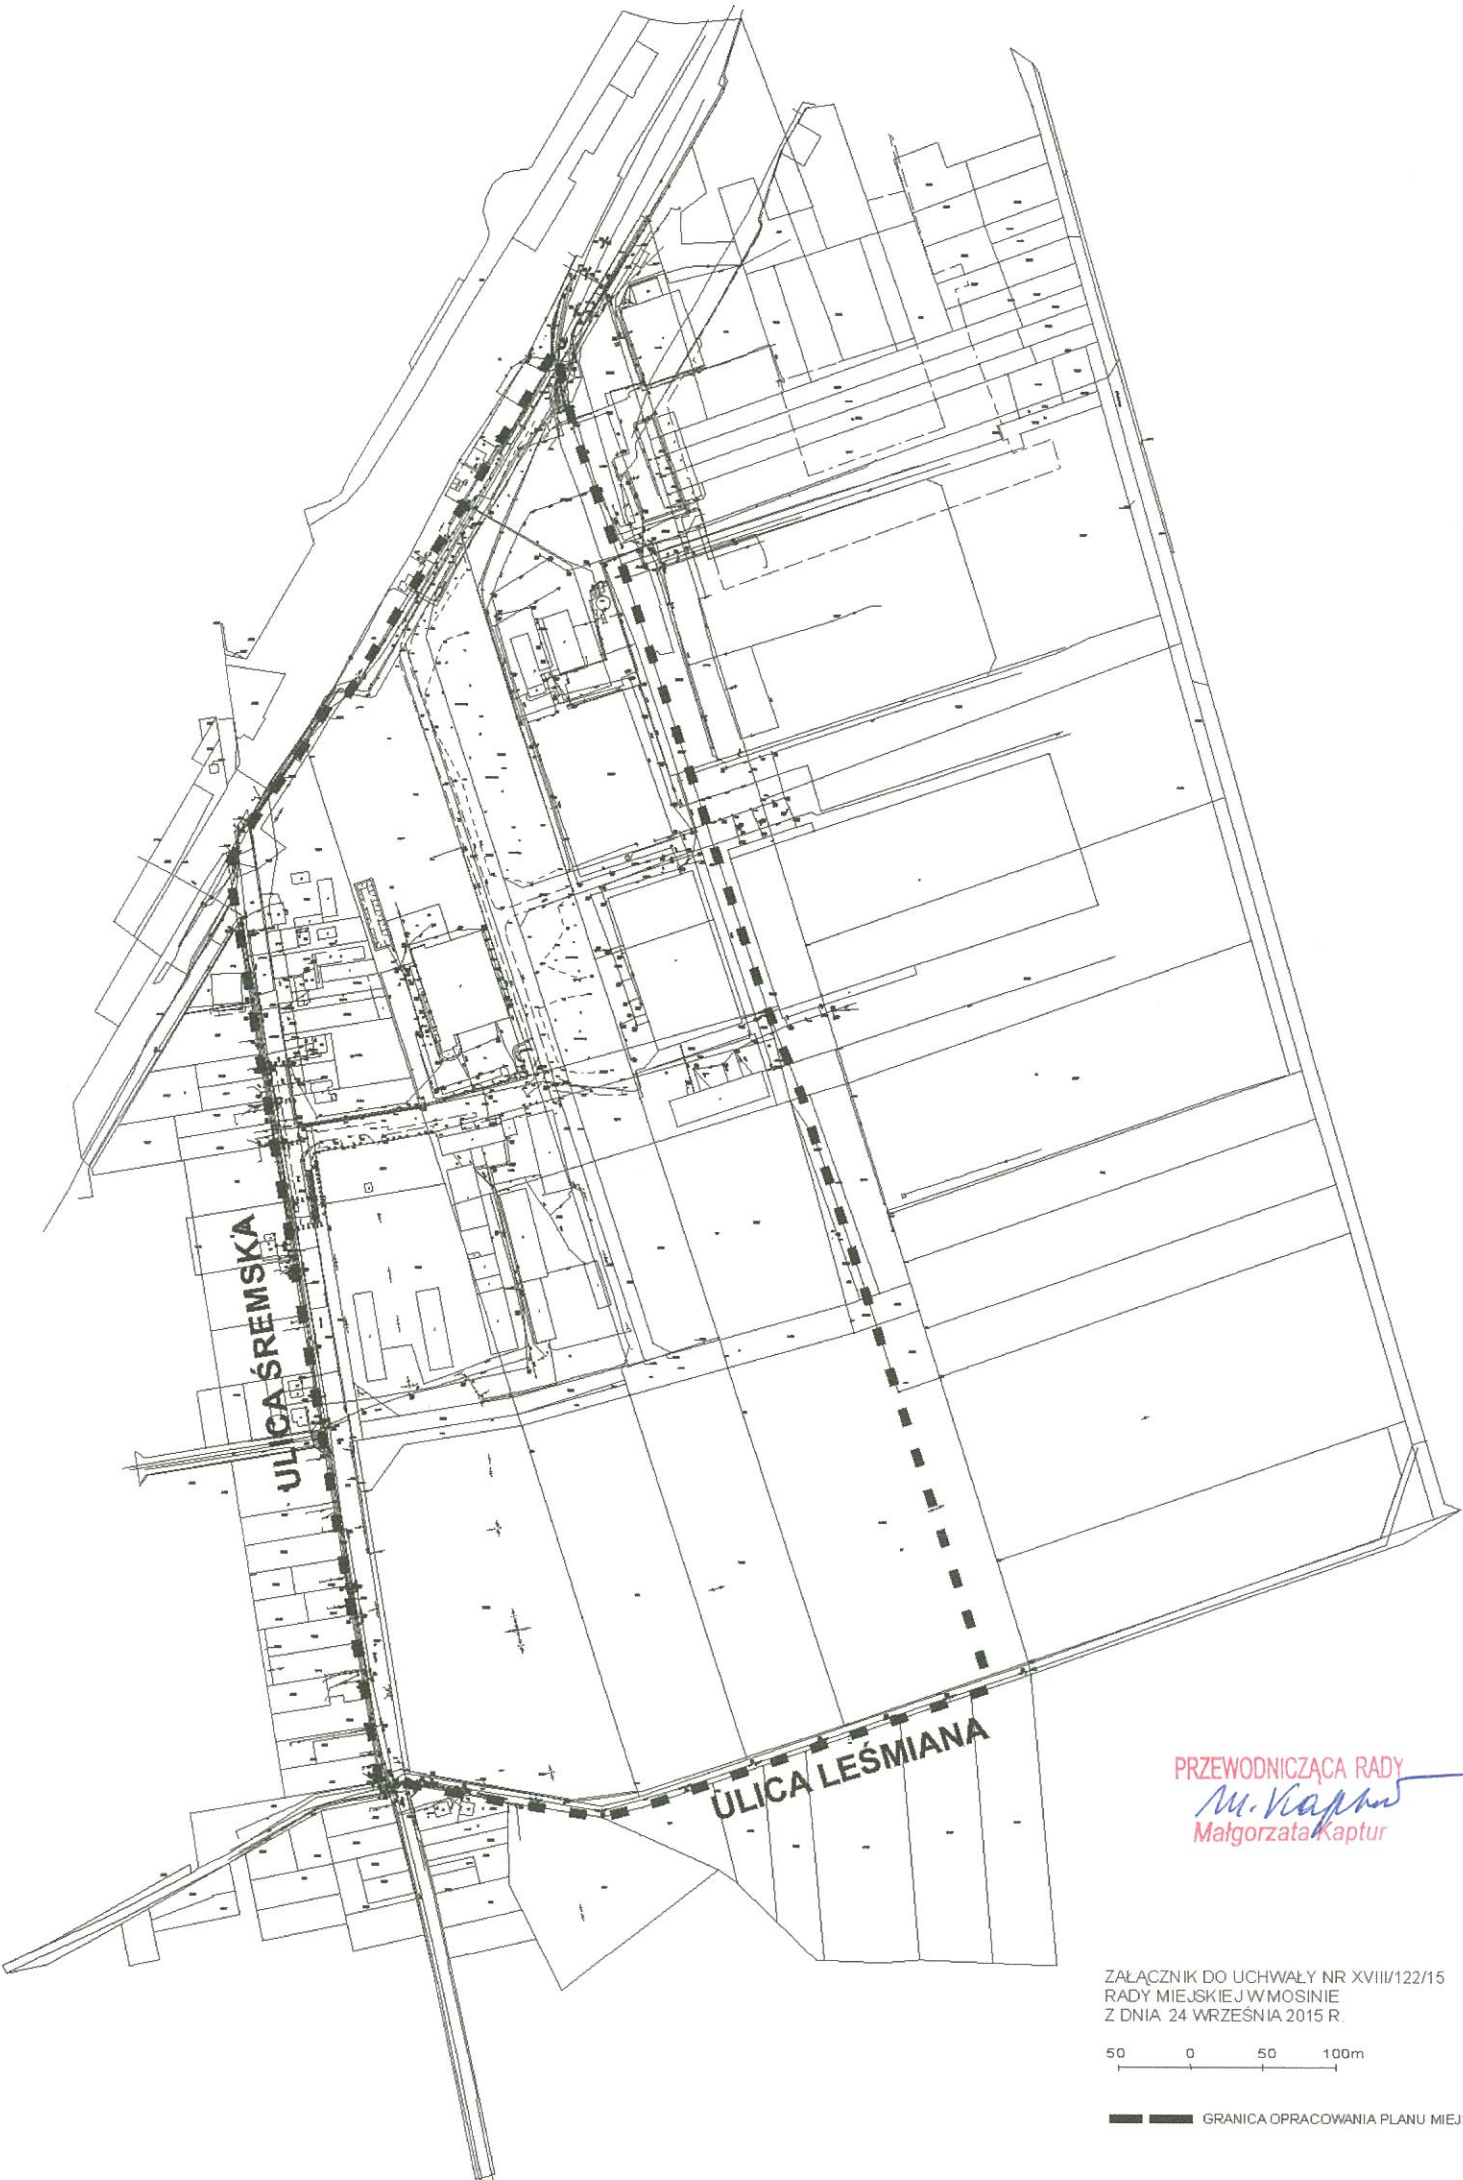 ULICA ŚREMSKA
ULICA LEŚMIANA
PRZEWODNICZĄCA RADY
M. Kaptur
Małgorzata Kaptur
ZAŁĄCZNIK DO UCHWAŁY NR XVIII/122/15
RADY MIEJSKIEJ W MOSINIE
Z DNIA 24 WRZEŚNIA 2015 R.
50 0 50 100m
GRANICA OPRACOWANIA PLANU MIEJ